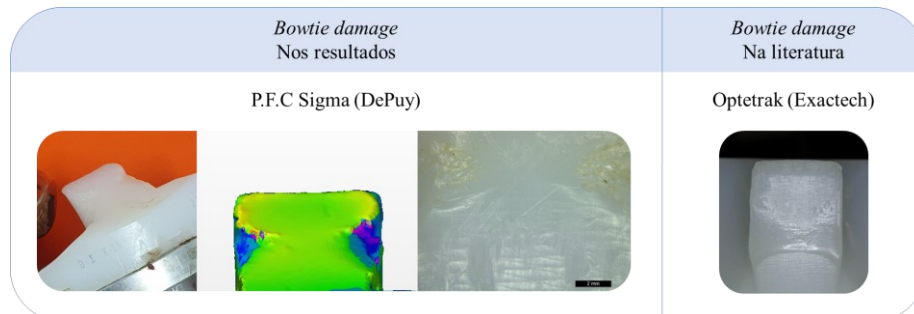 Bowtie damage
Nos resultados
Bowtie damage
Na literatura
P.F.C Sigma (DePuy)
Optetrak (Exactech)
2 mm